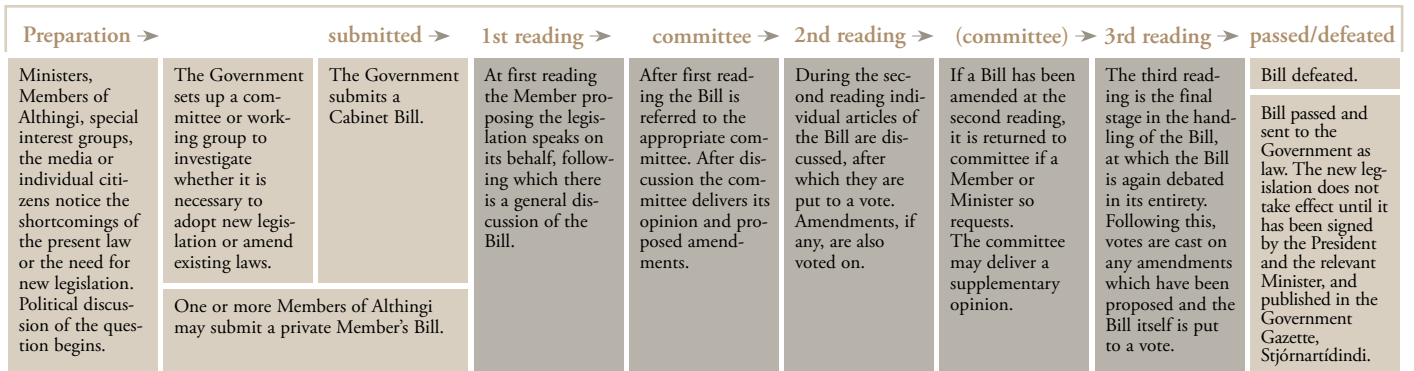 Preparation → submitted → 1st reading → committee → 2nd reading → (committee) → 3rd reading → passed/defeated
Ministers,
Members of
Althingi, special
interest groups,
the media or
individual citi-
zens notice the
shortcomings of
the present law
or the need for
new legislation.
Political discus-
sion of the ques-
tion begins.
The Government
sets up a com-
mittee or work-
ing group to
investigate
whether it is
necessary to
adopt new legis-
lation or amend
existing laws.
The Government
submits a
Cabinet Bill.
One or more Members of Althingi
may submit a private Member’s Bill.
At first reading
the Member pro-
posing the legis-
lation speaks on
its behalf, follow-
ing which there
is a general dis-
cussion of the
Bill.
After first read-
ing the Bill is
referred to the
appropriate com-
mittee. After dis-
cussion the com-
mittee delivers its
opinion and pro-
posed amend-
ments.
During the sec-
ond reading indi-
vidual articles of
the Bill are dis-
cussed, after
which they are
put to a vote.
Amendments, if
any, are also
voted on.
If a Bill has been
amended at the
second reading,
it is returned to
committee if a
Member or
Minister so
requests.
The committee
may deliver a
supplementary
opinion.
The third read-
ing is the final
stage in the hand-
ling of the Bill,
at which the Bill
is again debated
in its entirety.
Following this,
votes are cast on
any amendments
which have been
proposed and the
Bill itself is put
to a vote.
Bill defeated.
Bill passed and
sent to the
Government as
law. The new leg-
islation does not
take effect until it
has been signed
by the President
and the relevant
Minister, and
published in the
Government
Gazette,
Stjórnartídindi.